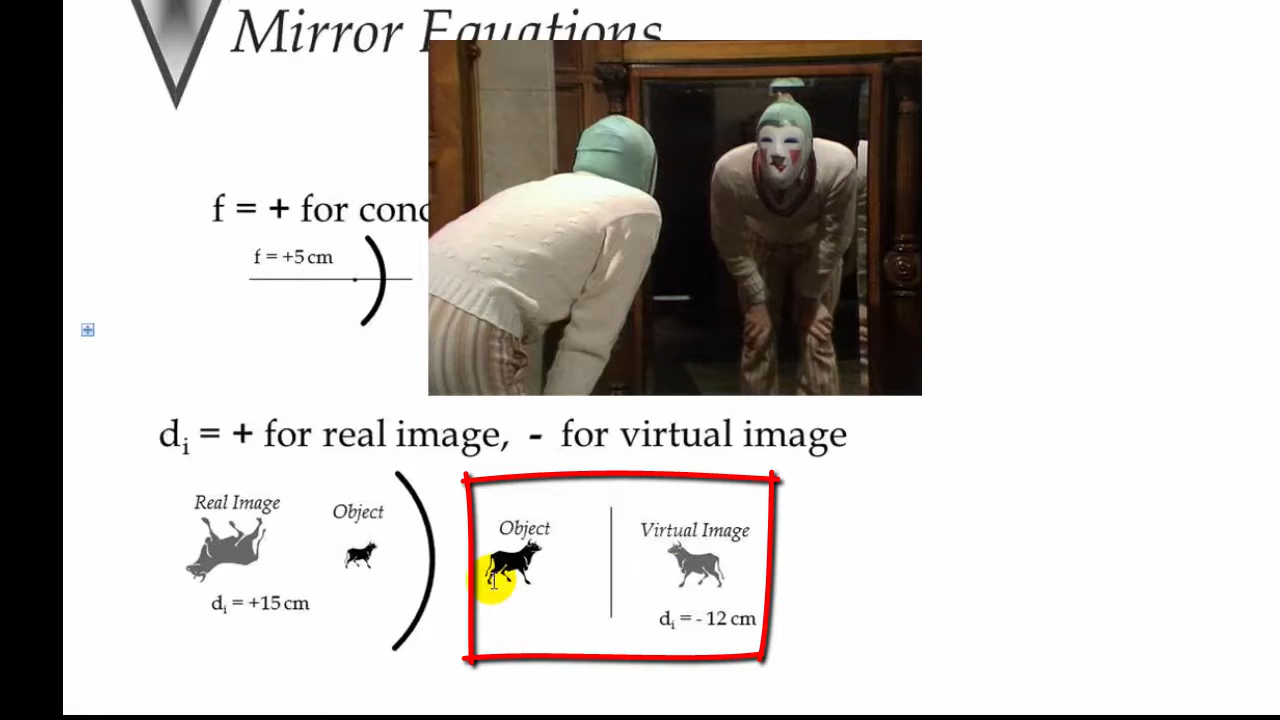 Mirror Equations
f = + for conc
f = +5 cm
di = + for real image, - for virtual image
Real Image
Object
di = +15 cm
Object
Virtual Image
di = - 12 cm